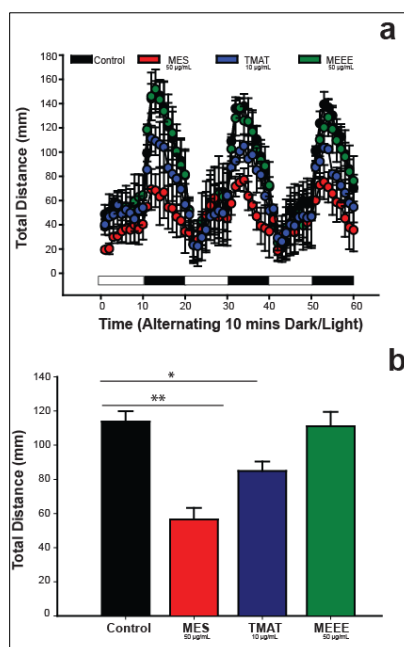 a
Control MES TMAT MEEE
50 µg/mL 10 µg/mL 50 µg/mL
Total Distance (mm)
180
160
140
120
100
80
60
40
20
0
0 10 20 30 40 50 60
Time (Alternating 10 mins Dark/Light)
b
Total Distance (mm)
140
120
100
80
60
40
20
0
*
**
Control MES TMAT MEEE
50 µg/mL 10 µg/mL 50 µg/mL